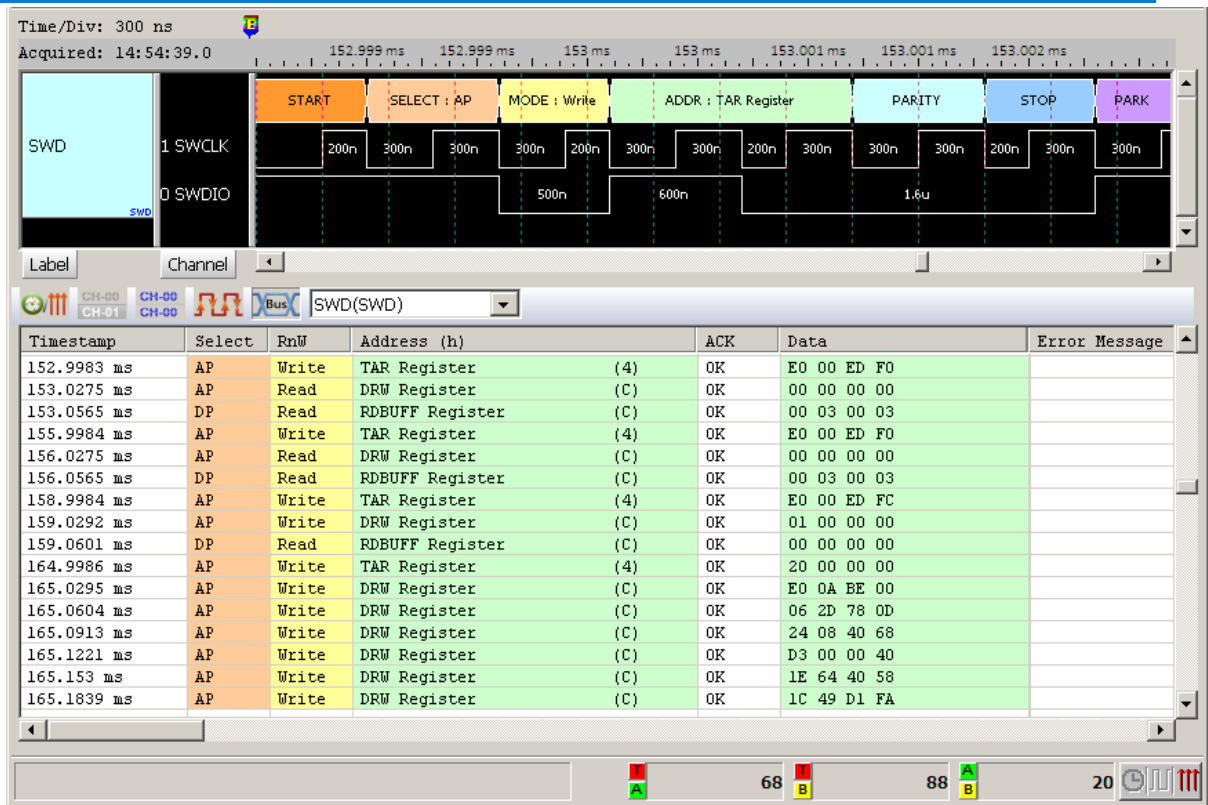 Time/Div: 300 ns
Acquired: 14:54:39.0 152.999 ms 152.999 ms 153 ms 153 ms 153.001 ms 153.001 ms 153.002 ms
START SELECT : AP MODE : Write ADDR : TAR Register PARITY STOP PARK
SWD 1 SWCLK 200n 300n 300n 300n 200n 300n 300n 200n 300n 300n 300n 200n 300n 300n
0 SWDIO 500n 600n 1.6u
SWD
Label Channel
CH-00 CH-00
CH-01 CH-00
Bus SWD(SWD)
Timestamp Select RnW Address (h) ACK Data Error Message
152.9983 ms AP Write TAR Register (4) OK E0 00 ED F0
153.0275 ms AP Read DRW Register (C) OK 00 00 00 00
153.0565 ms DP Read RDBUFF Register (C) OK 00 03 00 03
155.9984 ms AP Write TAR Register (4) OK E0 00 ED F0
156.0275 ms AP Read DRW Register (C) OK 00 00 00 00
156.0565 ms DP Read RDBUFF Register (C) OK 00 03 00 03
158.9984 ms AP Write TAR Register (4) OK E0 00 ED FC
159.0292 ms AP Write DRW Register (C) OK 01 00 00 00
159.0601 ms DP Read RDBUFF Register (C) OK 00 00 00 00
164.9986 ms AP Write TAR Register (4) OK 20 00 00 00
165.0295 ms AP Write DRW Register (C) OK E0 0A BE 00
165.0604 ms AP Write DRW Register (C) OK 06 2D 78 0D
165.0913 ms AP Write DRW Register (C) OK 24 08 40 68
165.1221 ms AP Write DRW Register (C) OK D3 00 00 40
165.153 ms AP Write DRW Register (C) OK 1E 64 40 58
165.1839 ms AP Write DRW Register (C) OK 1C 49 D1 FA
T A 68 T B 88 A B 20